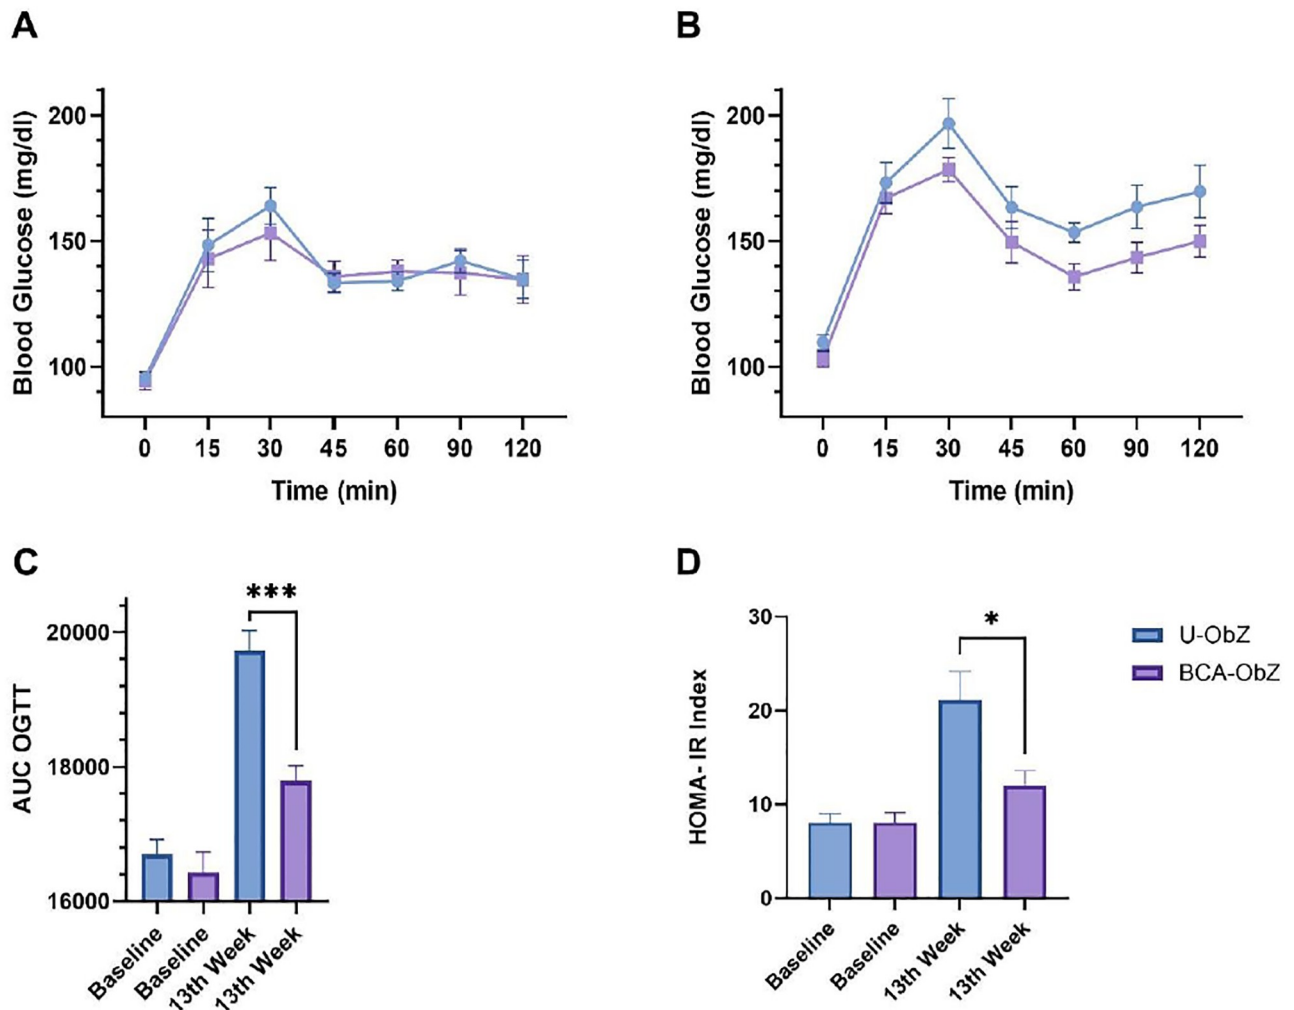 A
Blood Glucose (mg/dl)
200
150
100
0 15 30 45 60 90 120
Time (min)
B
Blood Glucose (mg/dl)
200
150
100
0 15 30 45 60 90 120
Time (min)
C
AUC OGTT
20000
18000
16000
***
Baseline
Baseline
13th Week
13th Week
D
HOMA- IR Index
30
20
10
0
*
Baseline
Baseline
13th Week
13th Week
U-ObZ
BCA-ObZ